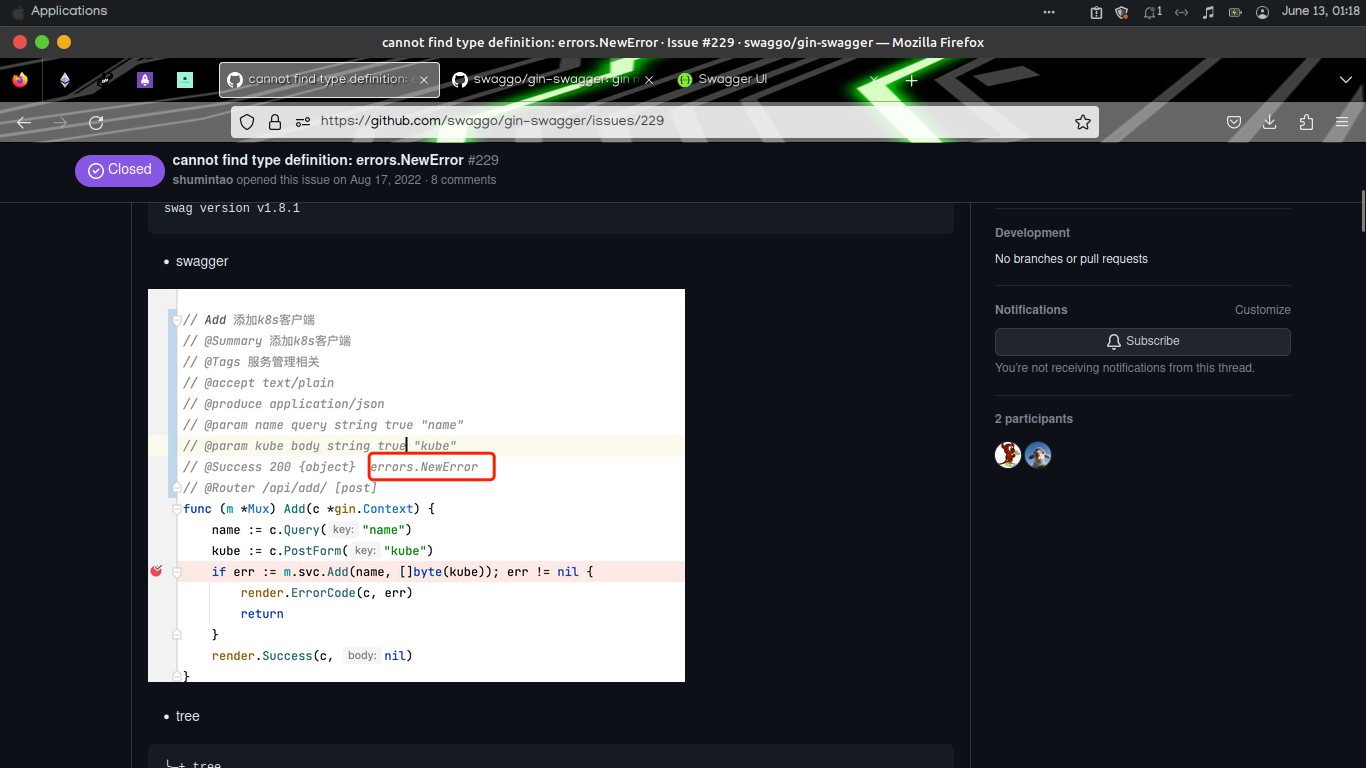 Applications
1
June 13, 01:18
cannot find type definition: errors.NewError · Issue #229 · swaggo/gin-swagger — Mozilla Firefox
cannot find type definition: e
swaggo/gin-swagger: gin m
Swagger UI
https://github.com/swaggo/gin-swagger/issues/229
Closed
cannot find type definition: errors.NewError #229
shumintao opened this issue on Aug 17, 2022 · 8 comments
swag version v1.8.1
• swagger
// Add 添加k8s客户端
// @Summary 添加k8s客户端
// @Tags 服务管理相关
// @accept text/plain
// @produce application/json
// @param name query string true "name"
// @param kube body string true "kube"
// @Success 200 {object} errors.NewError
// @Router /api/add/ [post]
func (m *Mux) Add(c *gin.Context) {
name := c.Query( key: "name")
kube := c.PostForm( key: "kube")
if err := m.svc.Add(name, []byte(kube)); err != nil {
render.ErrorCode(c, err)
return
}
render.Success(c, body: nil)
}
• tree
└─± tree
Development
No branches or pull requests
Notifications
Customize
Subscribe
You're not receiving notifications from this thread.
2 participants